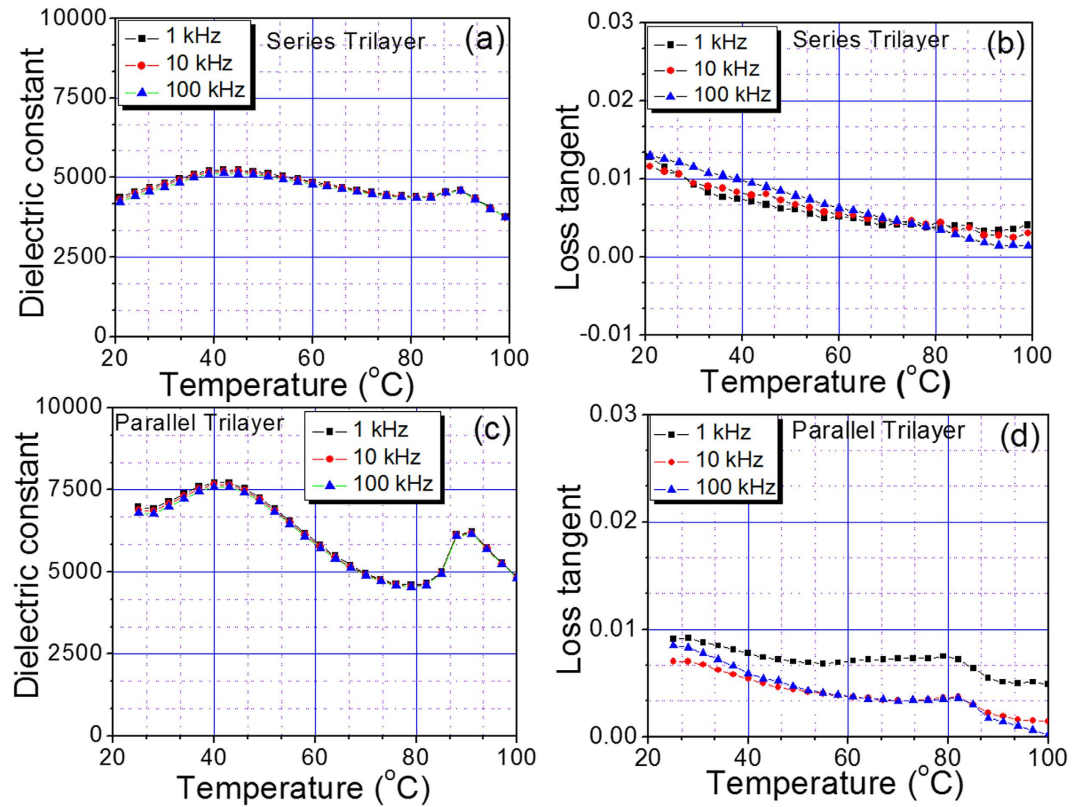 10000
7500
5000
2500
0
Dielectric constant
1 kHz
10 kHz
100 kHz
Series Trilayer
(a)
20 40 60 80 100
Temperature (°C)
0.03
0.02
0.01
0.00
-0.01
Loss tangent
1 kHz
10 kHz
100 kHz
Series Trilayer
(b)
20 40 60 80 100
Temperature (°C)
10000
7500
5000
2500
0
Dielectric constant
Parallel Trilayer
1 kHz
10 kHz
100 kHz
(c)
20 40 60 80 100
Temperature (°C)
0.03
0.02
0.01
0.00
Loss tangent
1 kHz
10 kHz
100 kHz
Parallel Trilayer
(d)
20 40 60 80 100
Temperature (°C)